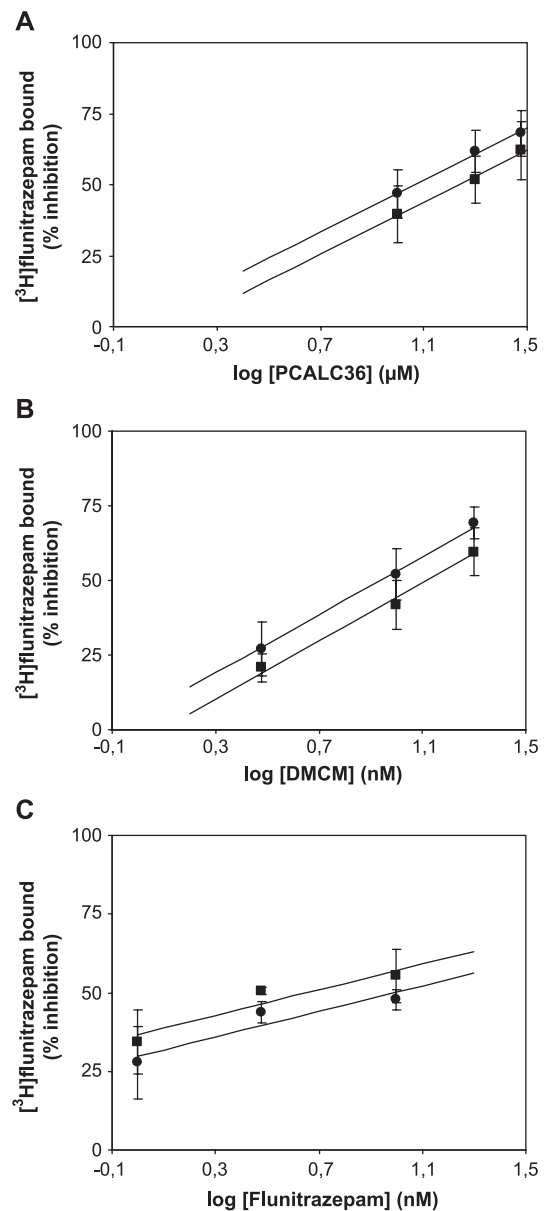 A
[³H]flunitrazepam bound
(% inhibition)
100
75
50
25
0
-0,1
0,3
0,7
1,1
1,5
log [PCALC36] (µM)
B
[³H]flunitrazepam bound
(% inhibition)
100
75
50
25
0
-0,1
0,3
0,7
1,1
1,5
log [DMCM] (nM)
C
[³H]flunitrazepam bound
(% inhibition)
100
75
50
25
0
-0,1
0,3
0,7
1,1
1,5
log [Flunitrazepam] (nM)